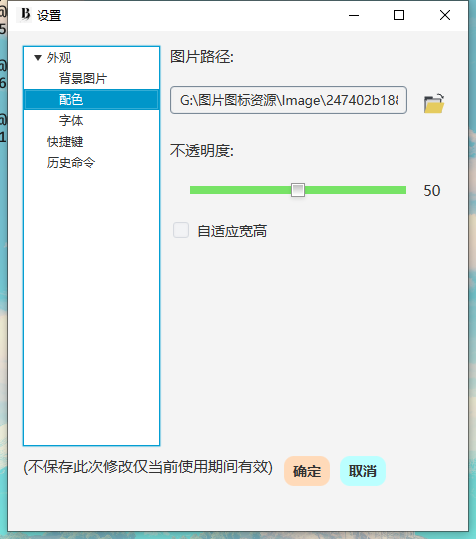 B 设置
外观
背景图片
配色
字体
快捷键
历史命令
图片路径:
G:\图片图标资源\Image\247402b188
不透明度:
50
自适应宽高
(不保存此次修改仅当前使用期间有效)
确定
取消